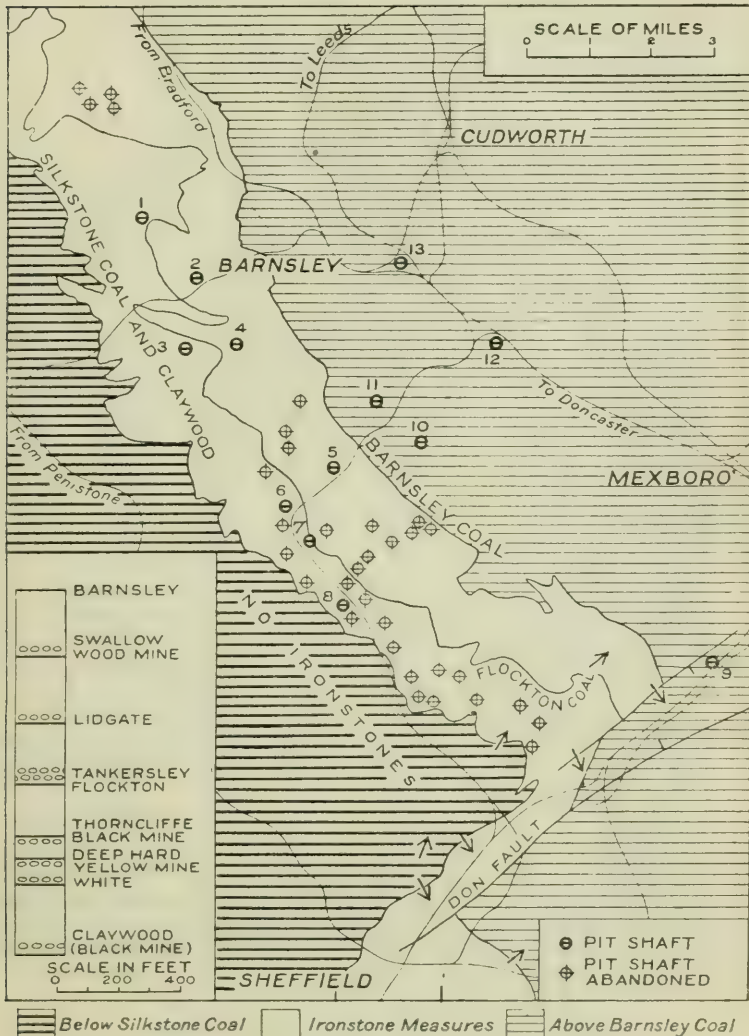 SCALE OF MILES
0 1 2 3
From Bradford
To Leeds
CUDWORTH
SILKSTONE COAL AND CLAYWOOD
1
2
BARNSLEY
13
3
4
12
11
To Doncaster
10
BARNSLEY COAL
5
From Penistone
MEXBORO'
6
7
8
NO IRONSTONES
FLOCKTON COAL
9
DON FAULT
SHEFFIELD
BARNSLEY
SWALLOW
WOOD MINE
LIDGATE
TANKERSLEY
FLOCKTON
THORNCLIFFE
BLACK MINE
DEEP HARD
YELLOW MINE
WHITE
CLAYWOOD
(BLACK MINE)
SCALE IN FEET
0 200 400
PIT SHAFT
PIT SHAFT
ABANDONED
Below Silkstone Coal
Ironstone Measures
Above Barnsley Coal